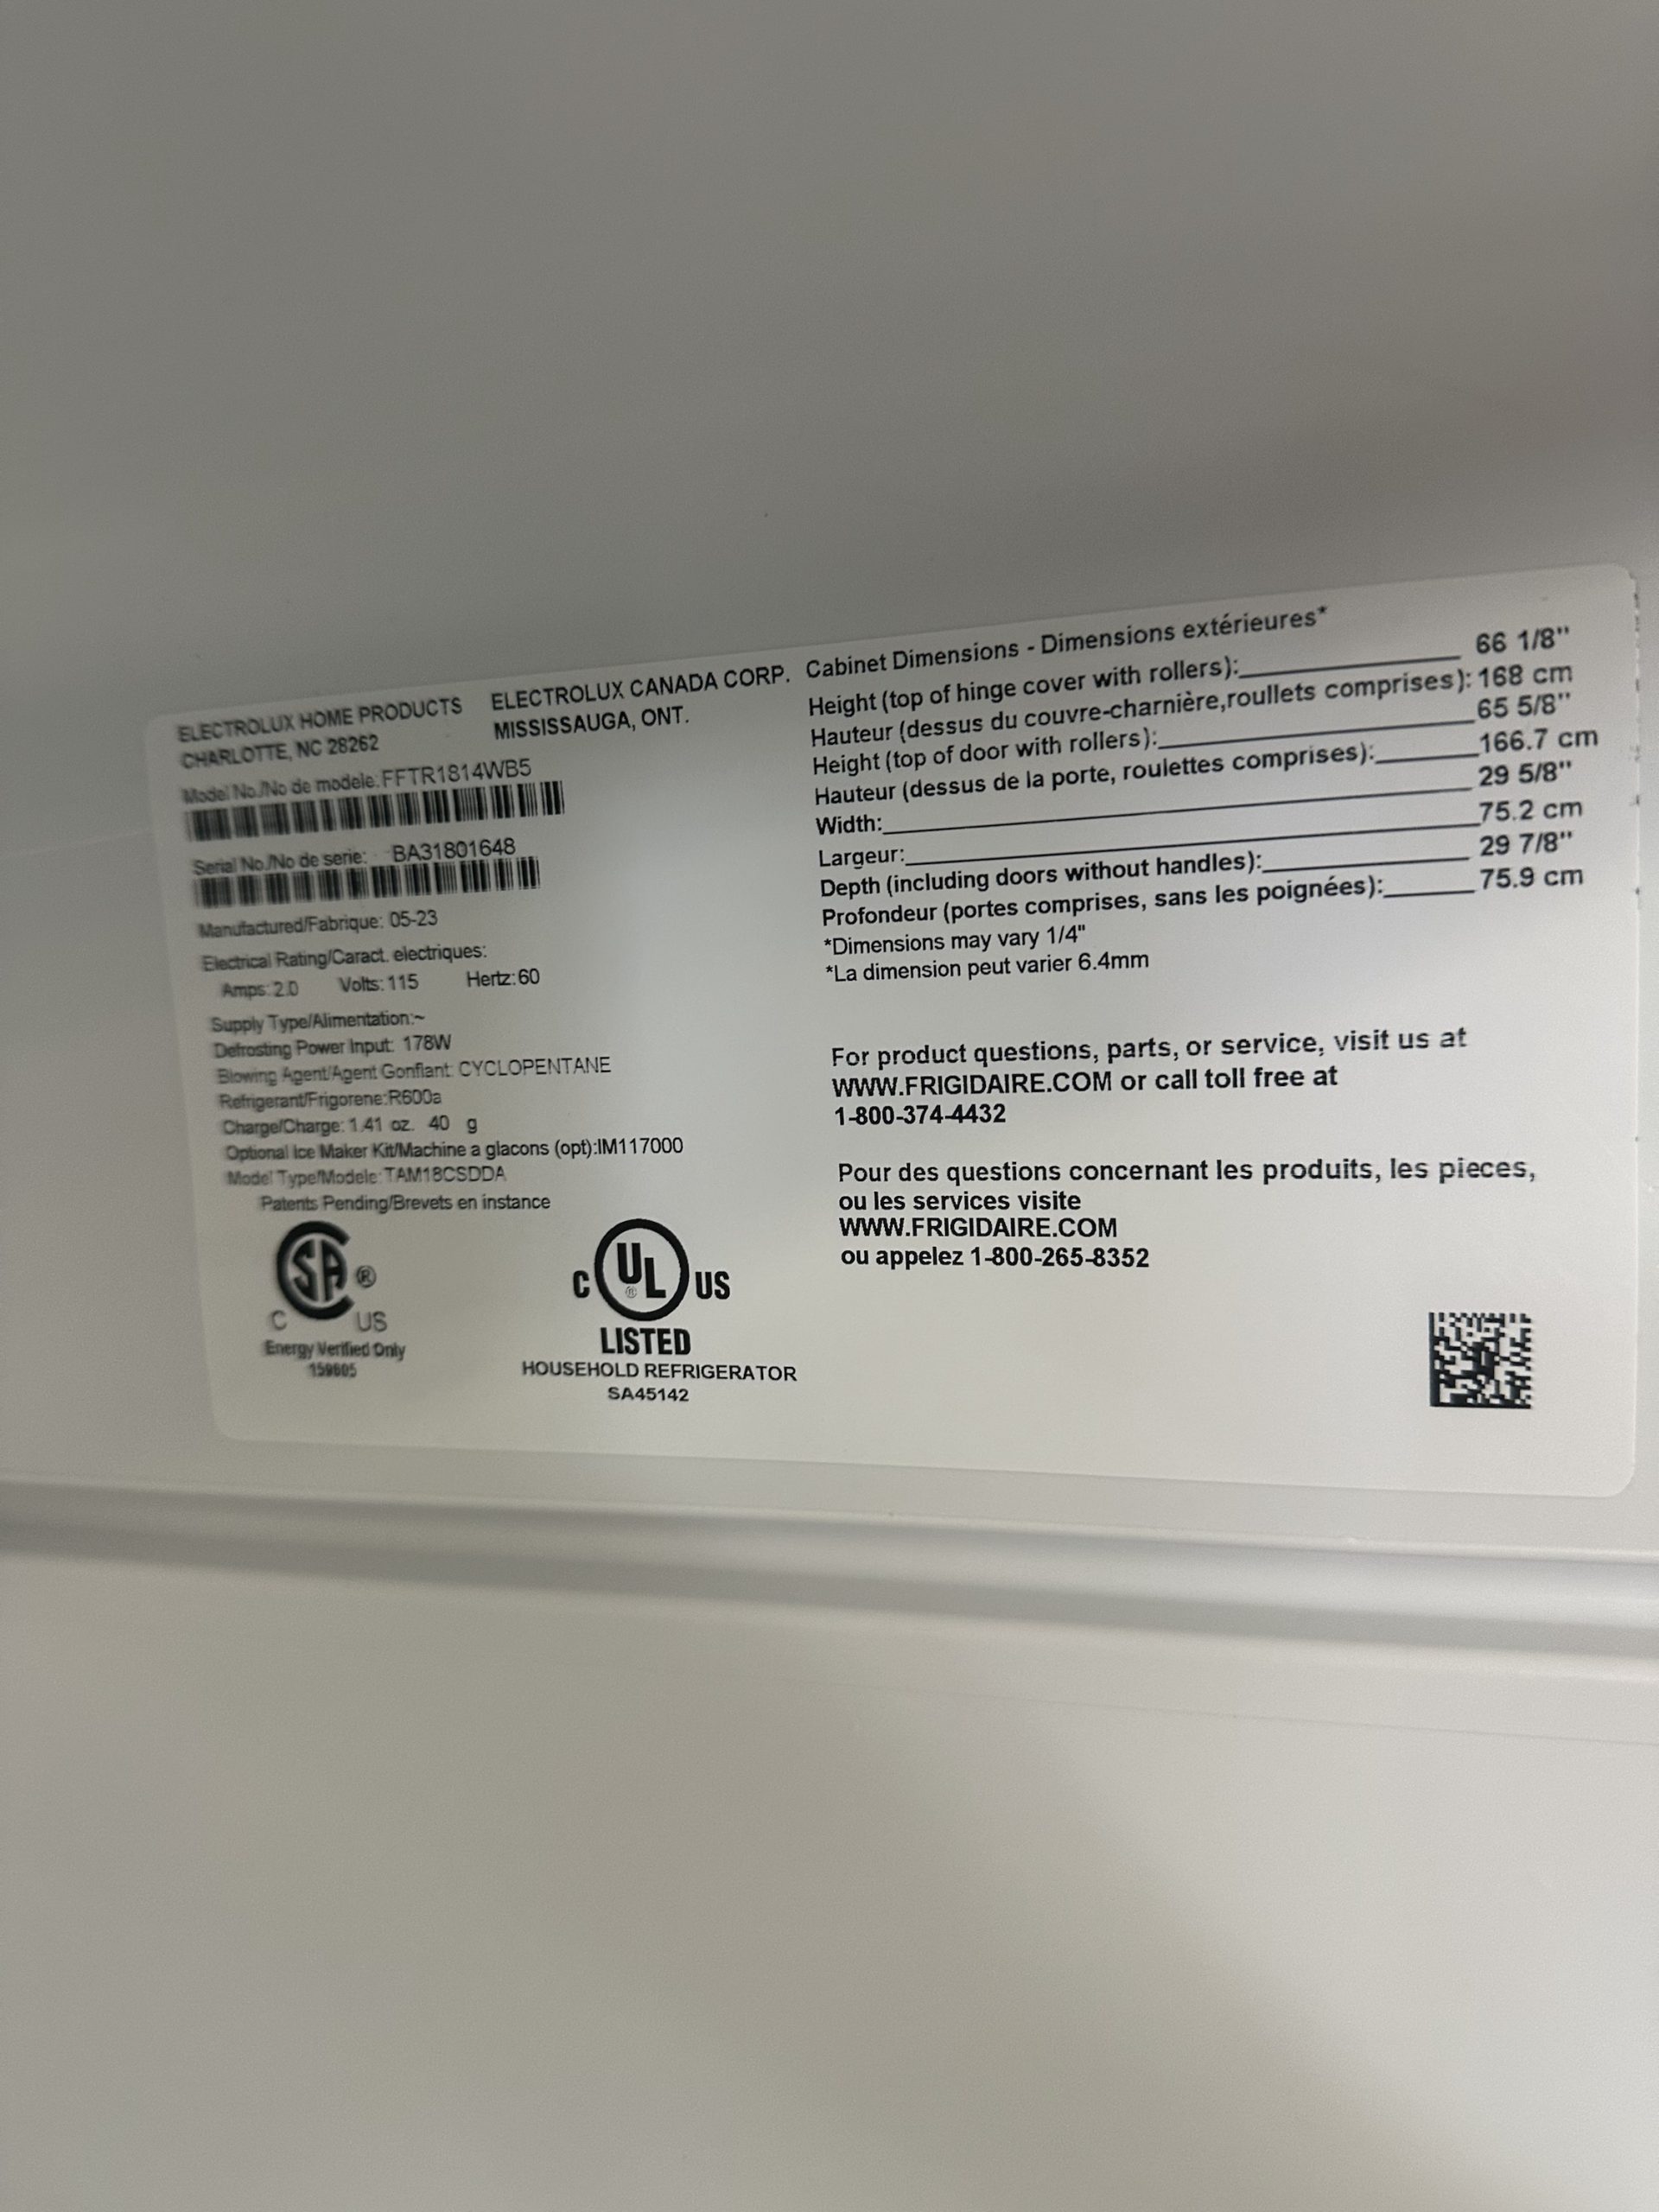 ELECTROLUX HOME PRODUCTS
CHARLOTTE, NC 28262
ELECTROLUX CANADA CORP.
MISSISSAUGA, ONT.
Model No./No de modele: FFTR1814WB5
Serial No./No de serie: BA31801648
Manufactured/Fabrique: 05-23
Electrical Rating/Caract. electriques:
Amps: 2.0 Volts: 115 Hertz: 60
Supply Type/Alimentation:~
Defrosting Power Input: 178W
Blowing Agent/Agent Gonflant: CYCLOPENTANE
Refrigerant/Frigorene:R600a
Charge/Charge: 1.41 oz. 40 g
Optional Ice Maker Kit/Machine a glacons (opt):IM117000
Model Type/Modele: TAM18CSDDA
Patents Pending/Brevets en instance
SA ®
C US
Energy Verified Only
159805
C UL ® US
LISTED
HOUSEHOLD REFRIGERATOR
SA45142
Cabinet Dimensions - Dimensions extérieures*
Height (top of hinge cover with rollers): 66 1/8"
Hauteur (dessus du couvre-charnière,roullets comprises): 168 cm
Height (top of door with rollers): 65 5/8"
Hauteur (dessus de la porte, roulettes comprises): 166.7 cm
Width: 29 5/8"
Largeur: 75.2 cm
Depth (including doors without handles): 29 7/8"
Profondeur (portes comprises, sans les poignées): 75.9 cm
*Dimensions may vary 1/4"
*La dimension peut varier 6.4mm
For product questions, parts, or service, visit us at
WWW.FRIGIDAIRE.COM or call toll free at
1-800-374-4432
Pour des questions concernant les produits, les pieces,
ou les services visite
WWW.FRIGIDAIRE.COM
ou appelez 1-800-265-8352